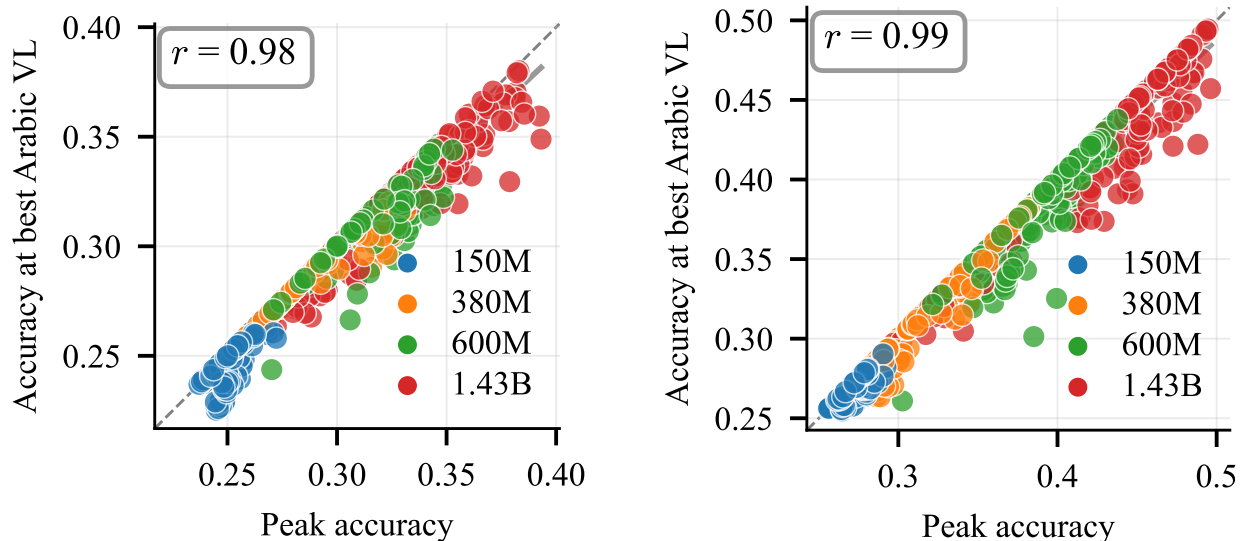 r = 0.98
Accuracy at best Arabic VL
0.40
0.35
0.30
0.25
150M
380M
600M
1.43B
0.25 0.30 0.35 0.40
Peak accuracy
r = 0.99
Accuracy at best Arabic VL
0.50
0.45
0.40
0.35
0.30
0.25
150M
380M
600M
1.43B
0.3 0.4 0.5
Peak accuracy